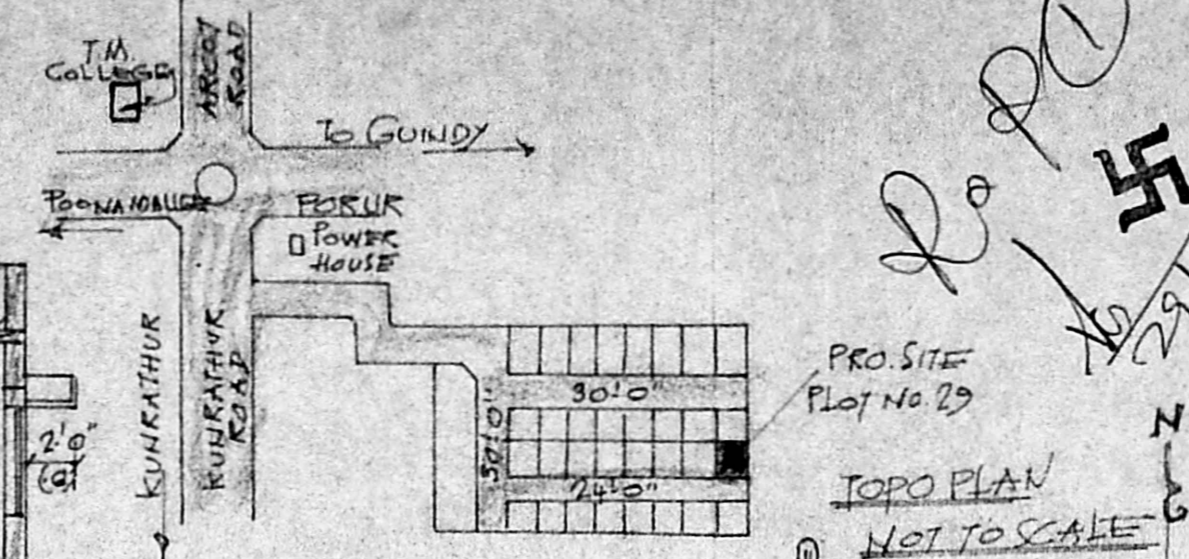 T.M.
COLLEGE
ARCOT
ROAD
TO GUINDY
POONAMALLEE
PORUR
POWER
HOUSE
KUNRATHUR
KUNRATHUR
ROAD
30'0"
30'0"
24'0"
2'0"
PRO. SITE
PLOT NO. 29
N
TOPO PLAN
NOT TO SCALE